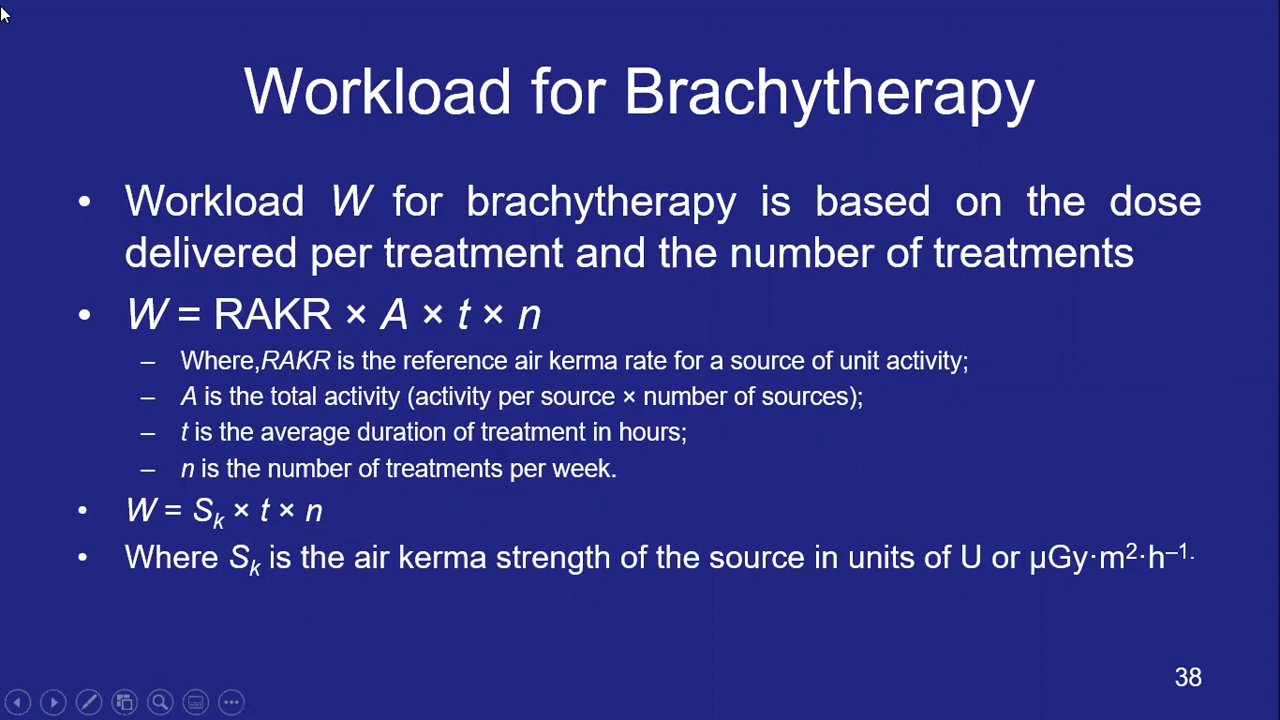 Workload for Brachytherapy
• Workload W for brachytherapy is based on the dose
delivered per treatment and the number of treatments
• W = RAKR × A × t × n
– Where,RAKR is the reference air kerma rate for a source of unit activity;
– A is the total activity (activity per source × number of sources);
– t is the average duration of treatment in hours;
– n is the number of treatments per week.
• W = Sₖ × t × n
• Where Sₖ is the air kerma strength of the source in units of U or μGy·m²·h⁻¹·
38